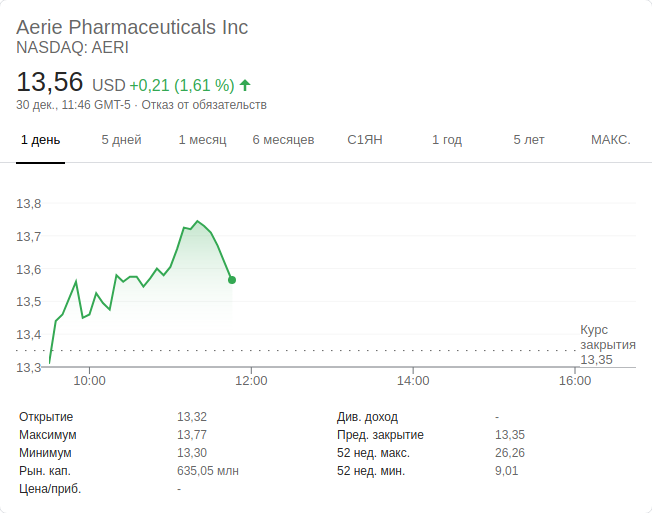 Aerie Pharmaceuticals Inc
NASDAQ: AERI
13,56 USD +0,21 (1,61 %)
30 дек., 11:46 GMT-5 · Отказ от обязательств
1 день 5 дней 1 месяц 6 месяцев С1ЯН 1 год 5 лет МАКС.
13,8
13,7
13,6
13,5
13,4
13,3
Курс
закрытия
13,35
10:00 12:00 14:00 16:00
Открытие 13,32 Див. доход -
Максимум 13,77 Пред. закрытие 13,35
Минимум 13,30 52 нед. макс. 26,26
Рын. кап. 635,05 млн 52 нед. мин. 9,01
Цена/приб. -